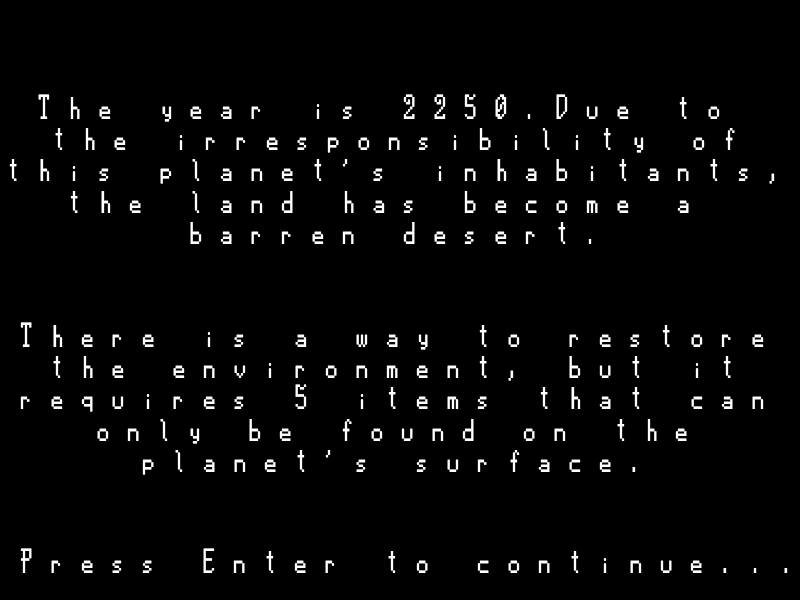 The year is 2250.Due to
the irresponsibility of
this planet's inhabitants,
the land has become a
barren desert.
There is a way to restore
the environment, but it
requires 5 items that can
only be found on the
planet's surface.
Press Enter to continue...